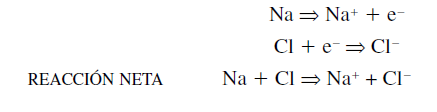 Na ⇒ Na⁺ + e⁻
Cl + e⁻ ⇒ Cl⁻
REACCIÓN NETA Na + Cl ⇒ Na⁺ + Cl⁻